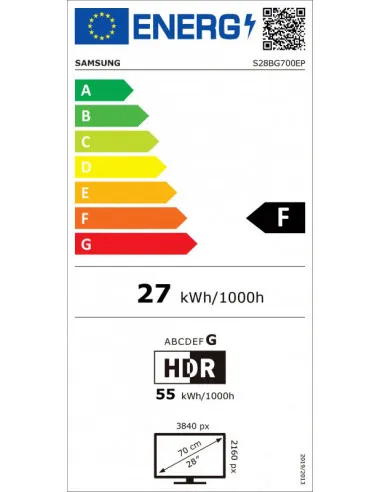 ENERG
SAMSUNG S28BG700EP
A
B
C
D
E
F
F
G
27 kWh/1000h
ABCDEFG
HDR
55 kWh/1000h
3840 px
70 cm
28"
2160 px
2019/2013